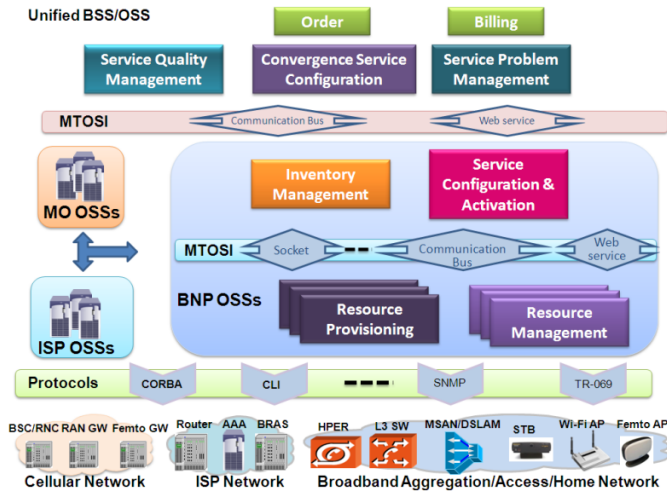 Unified BSS/OSS
Order
Billing
Service Quality
Management
Convergence Service
Configuration
Service Problem
Management
MTOSI
Communication Bus
Web service
MO OSSs
Inventory
Management
Service
Configuration &
Activation
MTOSI
Socket
Communication
Bus
Web
service
BNP OSSs
Resource
Provisioning
Resource
Management
ISP OSSs
Protocols
CORBA
CLI
SNMP
TR-069
BSC/RNC RAN GW Femto GW
Router AAA BRAS
HPER L3 SW MSAN/DSLAM STB Wi-Fi AP Femto AP
Cellular Network
ISP Network
Broadband Aggregation/Access/Home Network